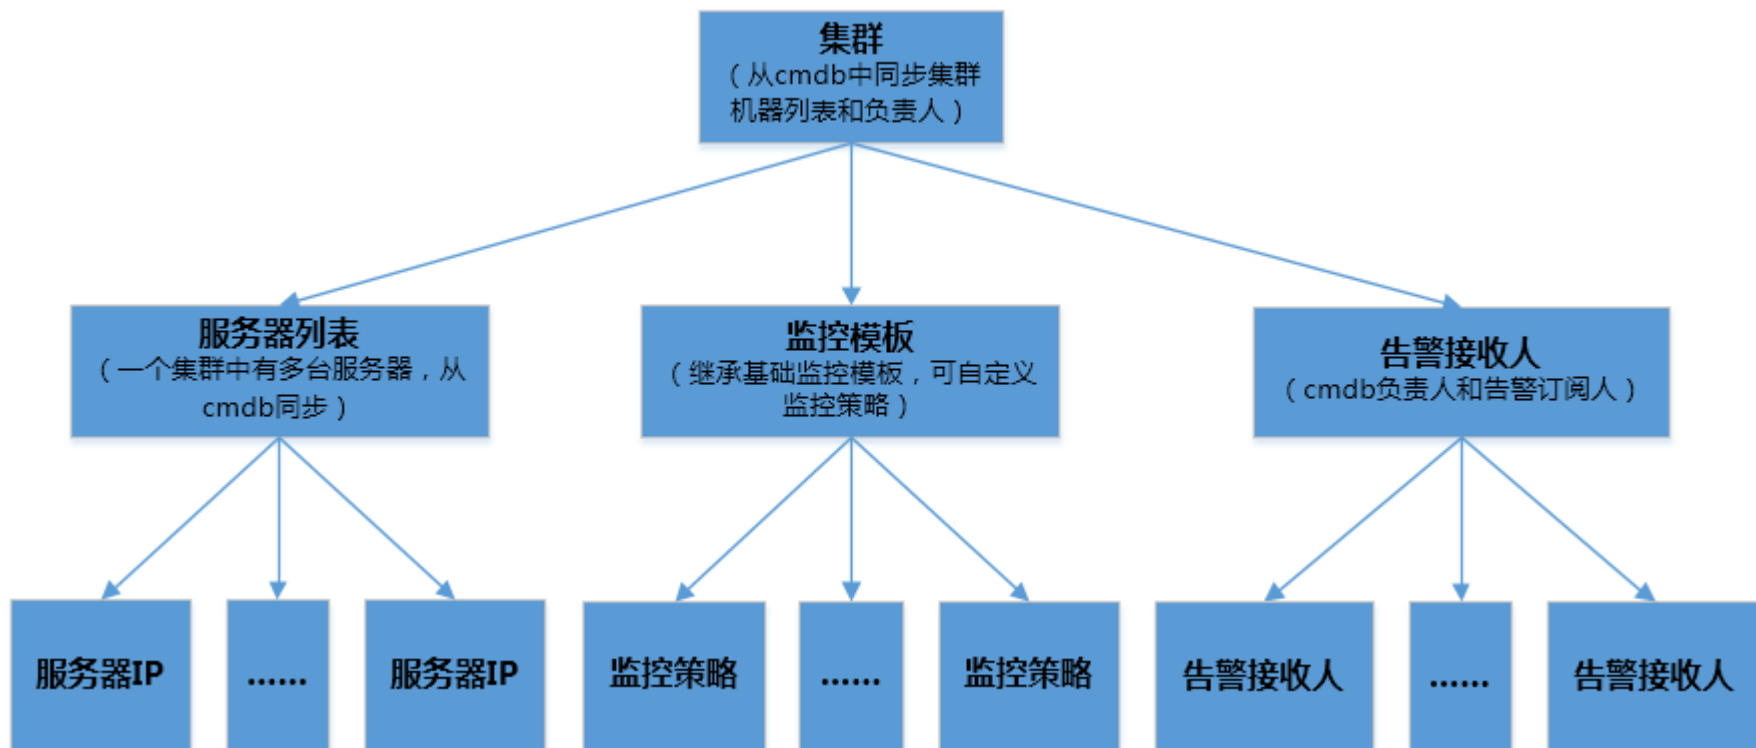 集群
（从cmdb中同步集群
机器列表和负责人）
服务器列表
（一个集群中有多台服务器，从
cmdb同步）
监控模板
（继承基础监控模板，可自定义
监控策略）
告警接收人
（cmdb负责人和告警订阅人）
服务器IP
……
服务器IP
监控策略
……
监控策略
告警接收人
……
告警接收人